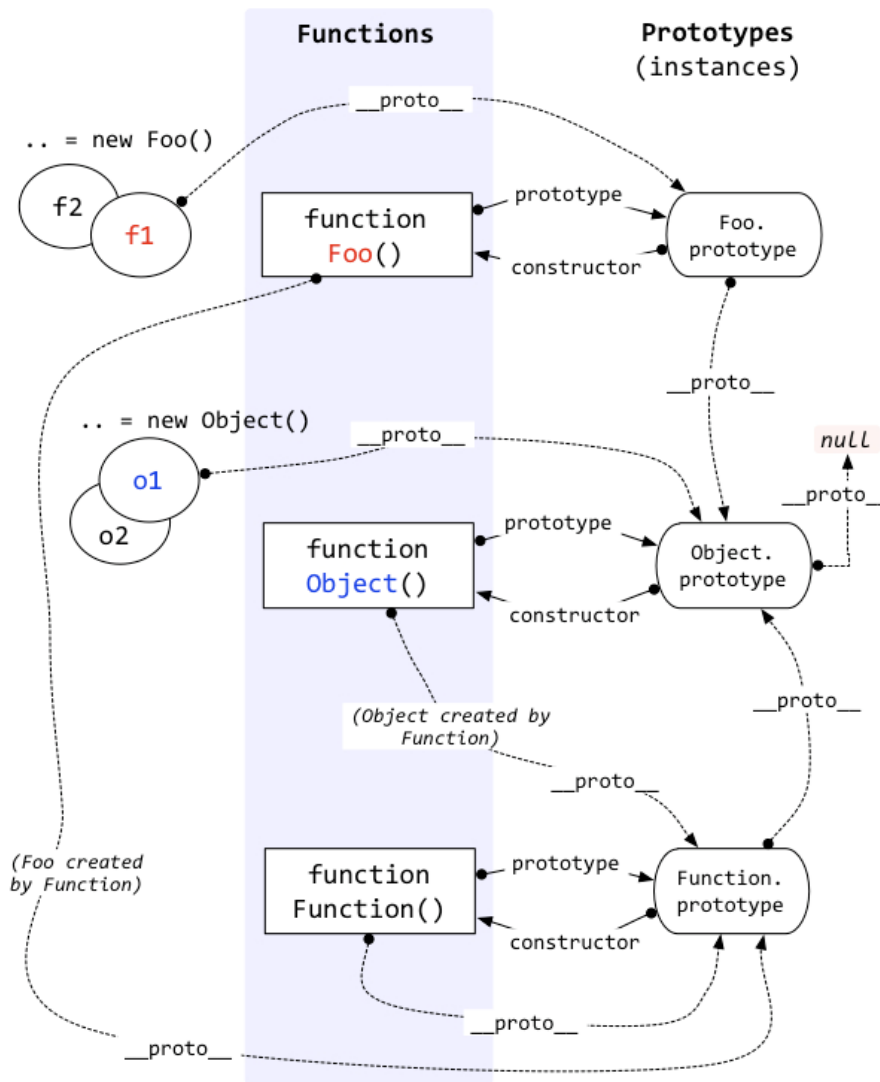 Functions
Prototypes
(instances)
__proto__
.. = new Foo()
f2
f1
function
Foo()
prototype
constructor
Foo.
prototype
__proto__
.. = new Object()
__proto__
null
__proto__
o1
o2
function
Object()
prototype
constructor
Object.
prototype
(Object created by
Function)
__proto__
__proto__
(Foo created
by Function)
function
Function()
prototype
constructor
Function.
prototype
__proto__
__proto__